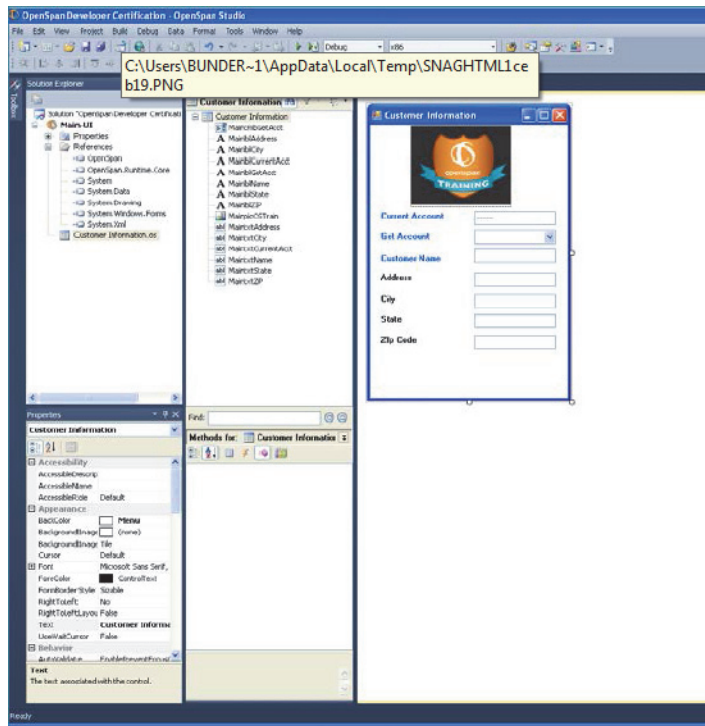 OpenSpan Developer Certification - OpenSpan Studio
File Edit View Project Build Debug Data Format Tools Window Help
Debug
x86
C:\Users\BUNDER~1\AppData\Local\Temp\SNAGHTML1ce
b19.PNG
Toolbox
Solution Explorer
Solution "OpenSpan Developer Certificati
Main-UI
Properties
References
OpenSpan
OpenSpan.Runtime.Core
System
System.Data
System.Drawing
System.Windows.Forms
System.Xml
Customer Information.os
Customer Information
Customer Information
MaincmbGetAcct
MainlblAddress
MainlblCity
MainlblCurrentAcct
MainlblGetAcct
MainlblName
MainlblState
MainlblZIP
MainpicOSTrain
MaintxtAddress
MaintxtCity
MaintxtCurrentAcct
MaintxtName
MaintxtState
MaintxtZIP
Find:
Methods for: Customer Informatio
Customer Information
OPENSPAN
TRAINING
Current Account
Get Account
Customer Name
Address
City
State
Zip Code
Properties
Customer Information
Accessibility
AccessibleDescrip
AccessibleName
AccessibleRole Default
Appearance
BackColor Menu
BackgroundImage (none)
BackgroundImage Tile
Cursor Default
Font Microsoft Sans Serif,
ForeColor ControlText
FormBorderStyle Sizable
RightToLeft No
RightToLeftLayou False
Text Customer Informa
UseWaitCursor False
Behavior
AutoValidate EnablePreventFocus
Text
The text associated with the control.
Ready